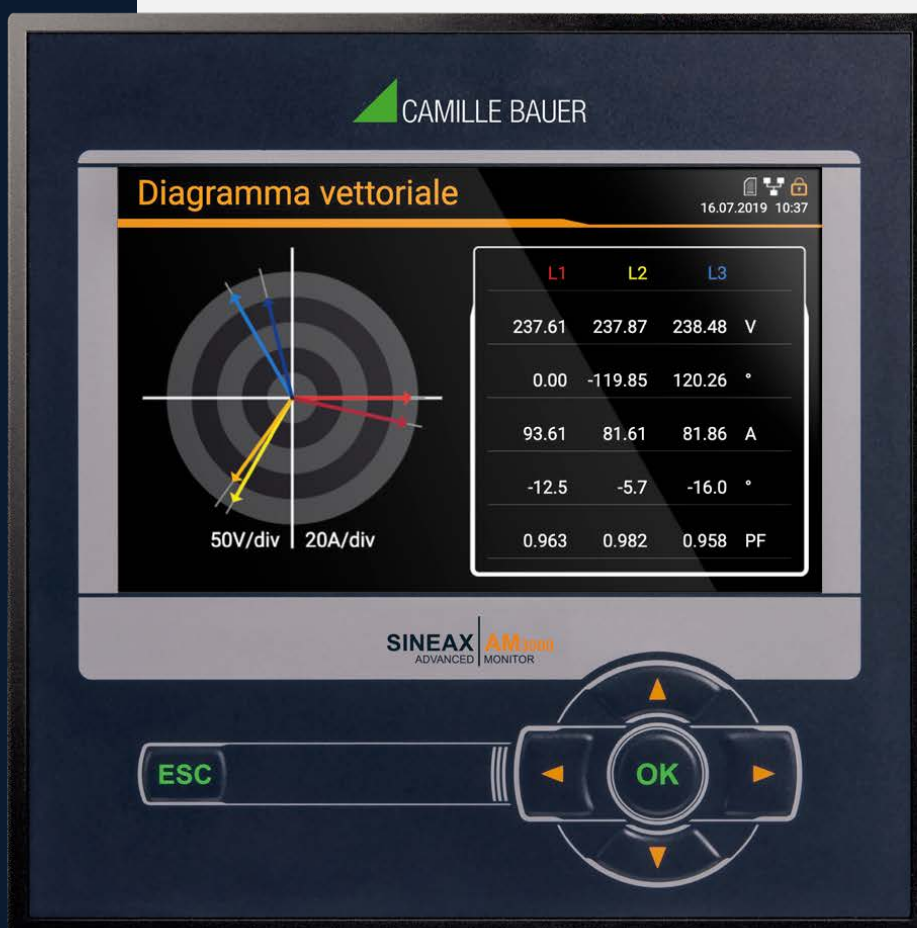 CAMILLE BAUER
Diagramma vettoriale
16.07.2019 10:37
L1 L2 L3
237.61 237.87 238.48 V
0.00 -119.85 120.26 °
93.61 81.61 81.86 A
-12.5 -5.7 -16.0 °
0.963 0.982 0.958 PF
50V/div 20A/div
SINEAX AM3000
ADVANCED MONITOR
ESC
OK